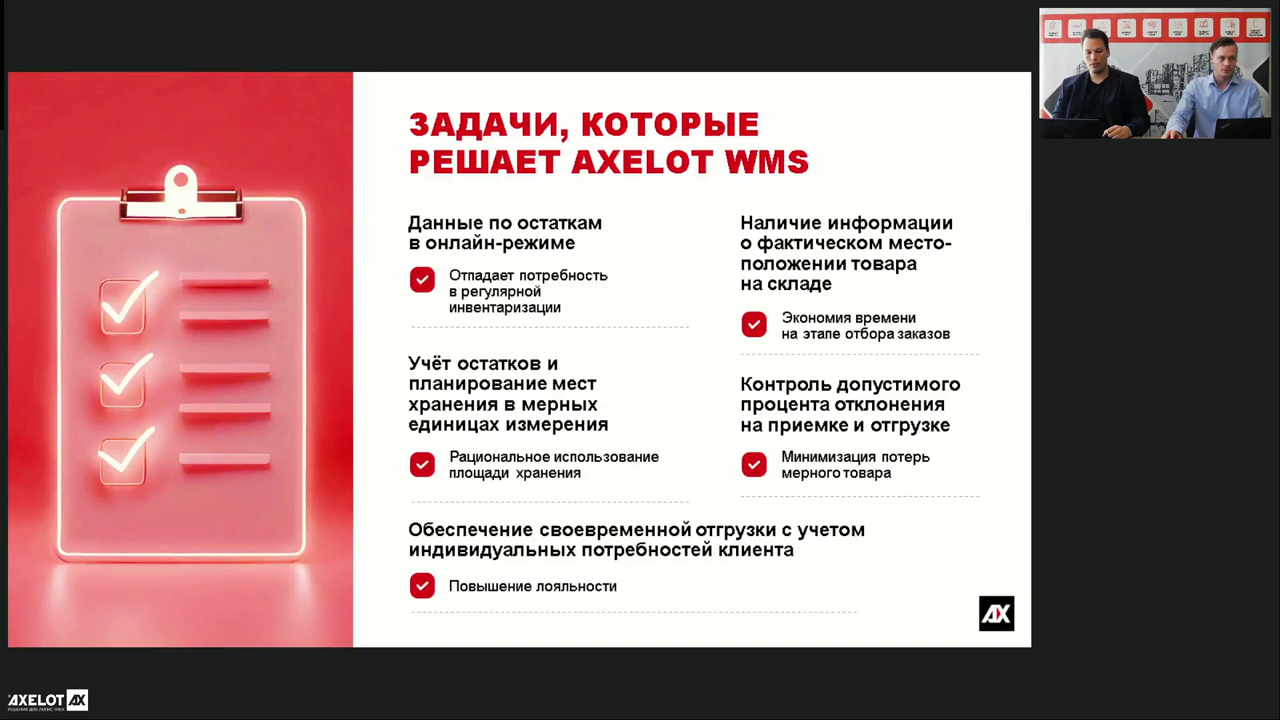 ЗАДАЧИ, КОТОРЫЕ
РЕШАЕТ AXELOT WMS
Данные по остаткам
в онлайн-режиме
Отпадает потребность
в регулярной
инвентаризации
Наличие информации
о фактическом место-
положении товара
на складе
Экономия времени
на этапе отбора заказов
Учёт остатков и
планирование мест
хранения в мерных
единицах измерения
Рациональное использование
площади хранения
Контроль допустимого
процента отклонения
на приемке и отгрузке
Минимизация потерь
мерного товара
Обеспечение своевременной отгрузки с учетом
индивидуальных потребностей клиента
Повышение лояльности
AX
AXELOT AX